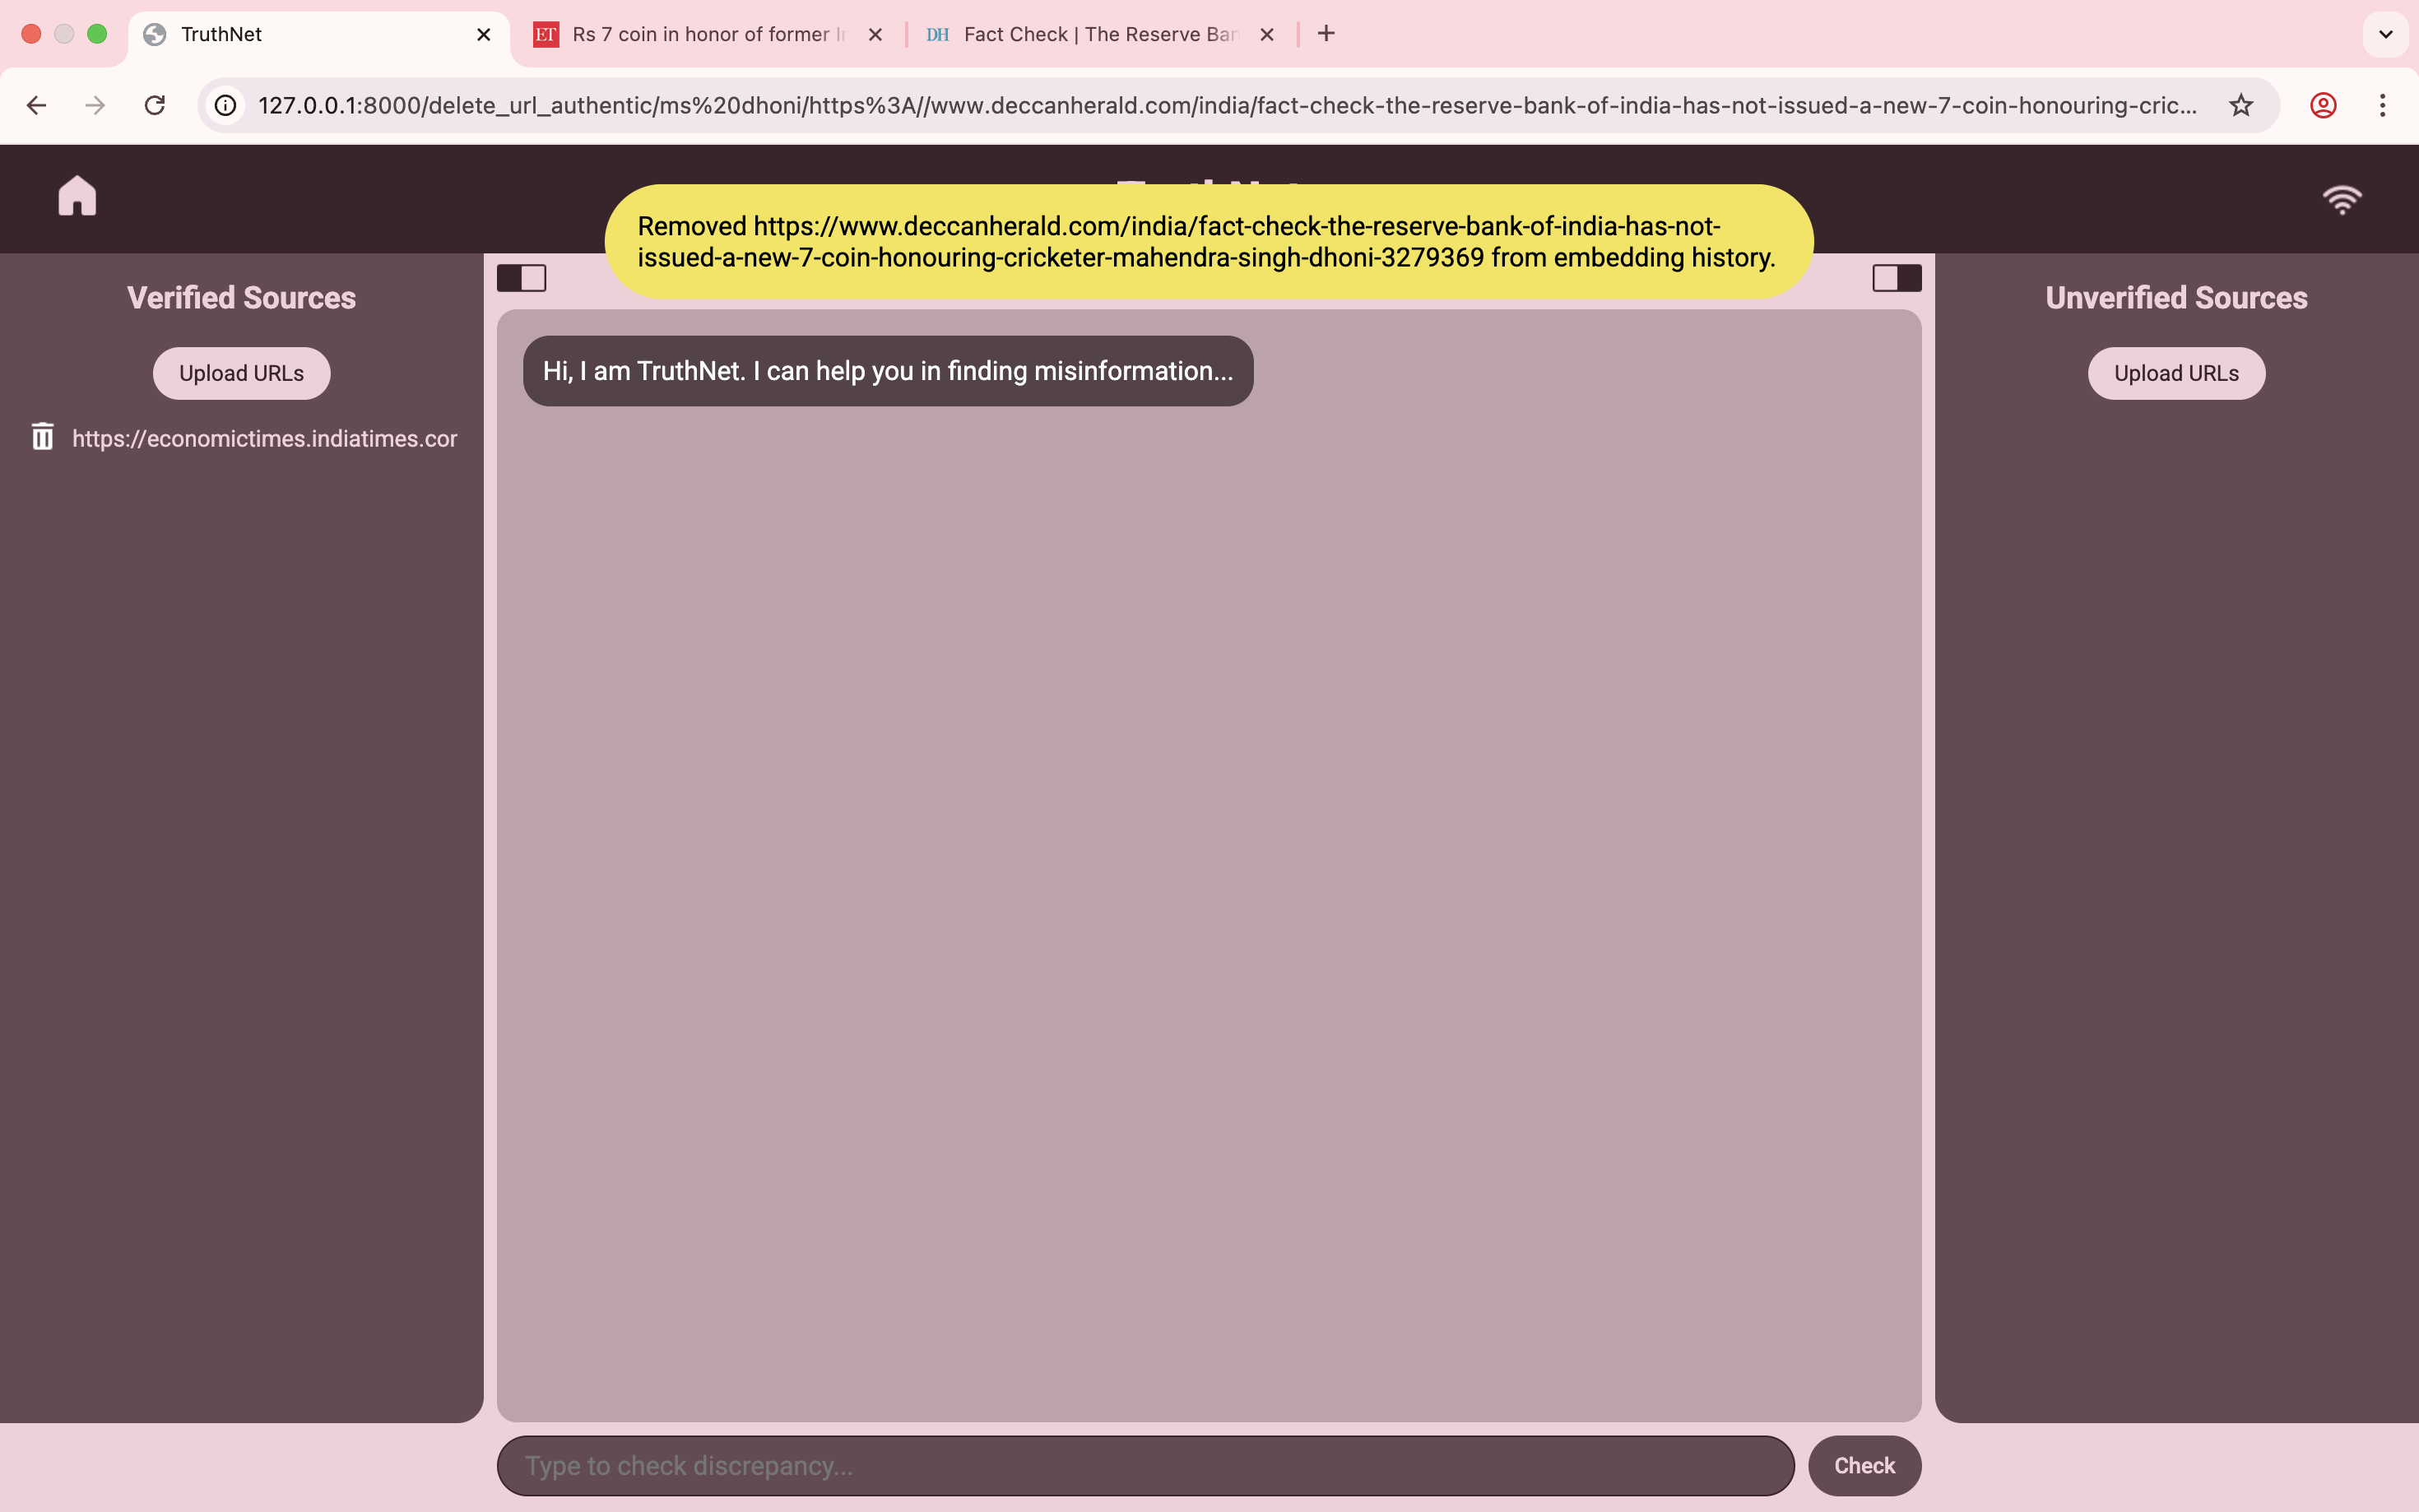 TruthNet
ET Rs 7 coin in honor of former
DH Fact Check | The Reserve
127.0.0.1:8000/delete_url_authentic/ms%20dhoni/https%3A//www.deccanherald.com/india/fact-check-the-reserve-bank-of-india-has-not-issued-a-new-7-coin-honouring-cric...
Removed https://www.deccanherald.com/india/fact-check-the-reserve-bank-of-india-has-not-
issued-a-new-7-coin-honouring-cricketer-mahendra-singh-dhoni-3279369 from embedding history.
Verified Sources
Upload URLs
https://economictimes.indiatimes.cor
Hi, I am TruthNet. I can help you in finding misinformation...
Unverified Sources
Upload URLs
Type to check discrepancy...
Check